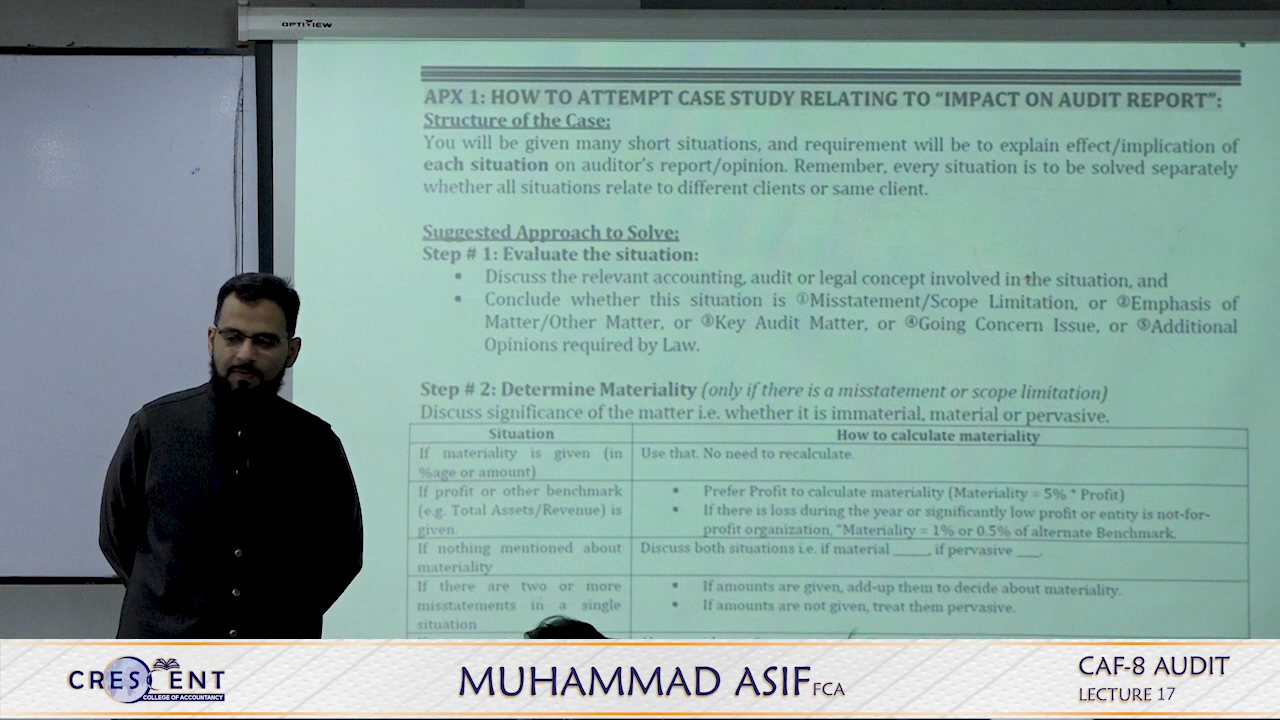 OPTIVIEW
APX 1: HOW TO ATTEMPT CASE STUDY RELATING TO “IMPACT ON AUDIT REPORT”:
Structure of the Case:
You will be given many short situations, and requirement will be to explain effect/implication of
each situation on auditor's report/opinion. Remember, every situation is to be solved separately
whether all situations relate to different clients or same client.
Suggested Approach to Solve:
Step # 1: Evaluate the situation:
• Discuss the relevant accounting, audit or legal concept involved in the situation, and
• Conclude whether this situation is ①Misstatement/Scope Limitation, or ②Emphasis of
Matter/Other Matter, or ③Key Audit Matter, or ④Going Concern Issue, or ⑤Additional
Opinions required by Law.
Step # 2: Determine Materiality (only if there is a misstatement or scope limitation)
Discuss significance of the matter i.e. whether it is immaterial, material or pervasive.
Situation How to calculate materiality
If materiality is given (in Use that. No need to recalculate.
%age or amount)
If profit or other benchmark • Prefer Profit to calculate materiality (Materiality = 5% * Profit)
(e.g. Total Assets/Revenue) is • If there is loss during the year or significantly low profit or entity is not-for-
given. profit organization, "Materiality = 1% or 0.5% of alternate Benchmark.
If nothing mentioned about Discuss both situations i.e. if material ____, if pervasive ___.
materiality
If there are two or more • If amounts are given, add-up them to decide about materiality.
misstatements in a single • If amounts are not given, treat them pervasive.
situation
CRESCENT
COLLEGE OF ACCOUNTANCY
MUHAMMAD ASIF FCA
CAF-8 AUDIT
LECTURE 17